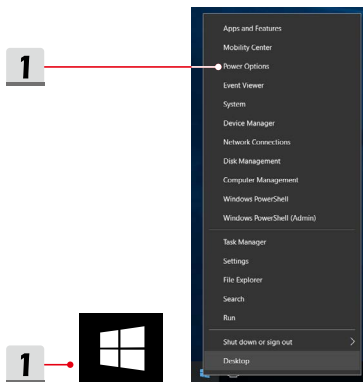 Apps and Features
Mobility Center
1
Power Options
Event Viewer
System
Device Manager
Network Connections
Disk Management
Computer Management
Windows PowerShell
Windows PowerShell (Admin)
Task Manager
Settings
File Explorer
Search
Run
Shut down or sign out
1
Desktop